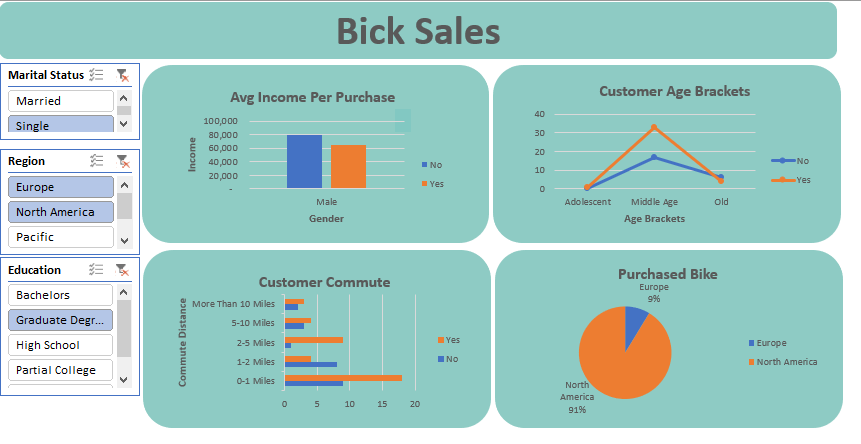 Bick Sales
Marital Status
Married
Single
Region
Europe
North America
Pacific
Education
Bachelors
Graduate Degr...
High School
Partial College
Avg Income Per Purchase
Income
100,000
80,000
60,000
40,000
20,000
-
Male
Gender
No
Yes
Customer Age Brackets
40
30
20
10
0
Adolescent Middle Age Old
Age Brackets
No
Yes
Customer Commute
Commute Distance
More Than 10 Miles
5-10 Miles
2-5 Miles
1-2 Miles
0-1 Miles
0 5 10 15 20
Yes
No
Purchased Bike
Europe
9%
North
America
91%
Europe
North America